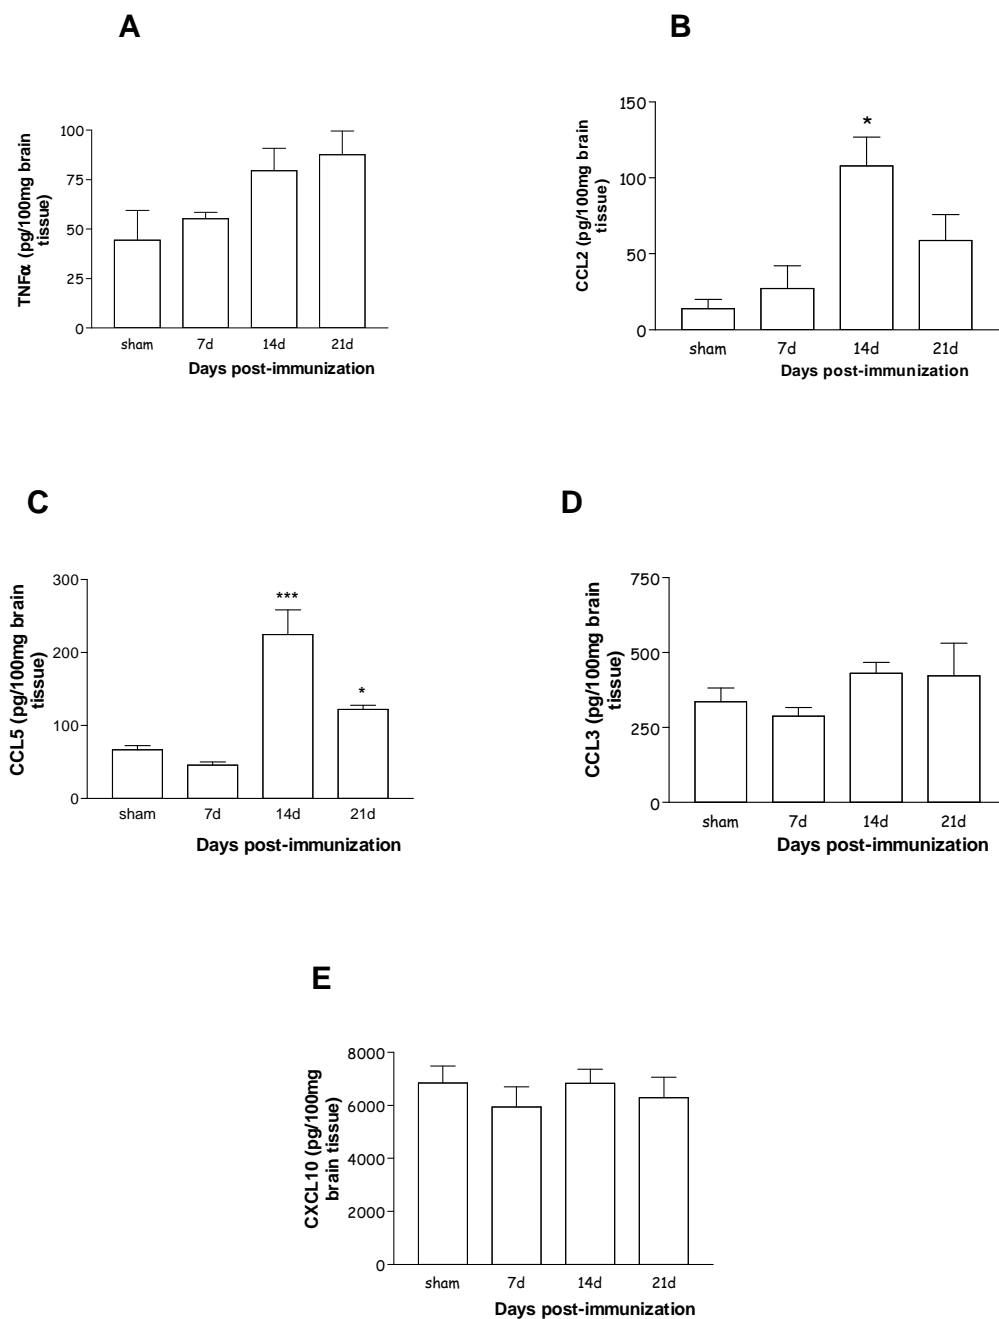 A
TNFα (pg/100mg brain
tissue)
100
75
50
25
0
sham 7d 14d 21d
Days post-immunization
B
CCL2 (pg/100mg brain
tissue)
150
100
50
0
*
sham 7d 14d 21d
Days post-immunization
C
CCL5 (pg/100mg brain
tissue)
300
200
100
0
***
*
sham 7d 14d 21d
Days post-immunization
D
CCL3 (pg/100mg brain
tissue)
750
500
250
0
sham 7d 14d 21d
Days post-immunization
E
CXCL10 (pg/100mg
brain tissue)
8000
6000
4000
2000
0
sham 7d 14d 21d
Days post-immunization